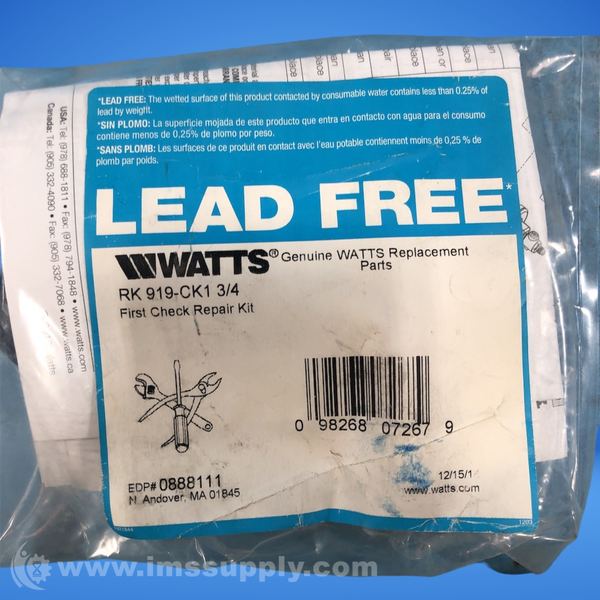 *LEAD FREE: The wetted surface of this product contacted by consumable water contains less than 0.25% of
lead by weight.
*SIN PLOMO: La superficie mojada de este producto que entra en contacto con agua para el consumo
contiene menos de 0,25% de plomo por peso.
*SANS PLOMB: Les surfaces de ce produit en contact avec l'eau potable contiennent moins de 0,25 % de
plomb par poids.
LEAD FREE*
WATTS® Genuine WATTS Replacement
Parts
RK 919-CK1 3/4
First Check Repair Kit
0 98268 07267 9
EDP# 0888111
N. Andover, MA 01845
12/15/1
www.watts.com
USA: Tel: (978) 688-1811 • Fax: (978) 794-1848 • www.watts.com
Canada: Tel: (905) 332-4090 • Fax: (905) 332-7068 • www.watts.ca
www.imssupply.com